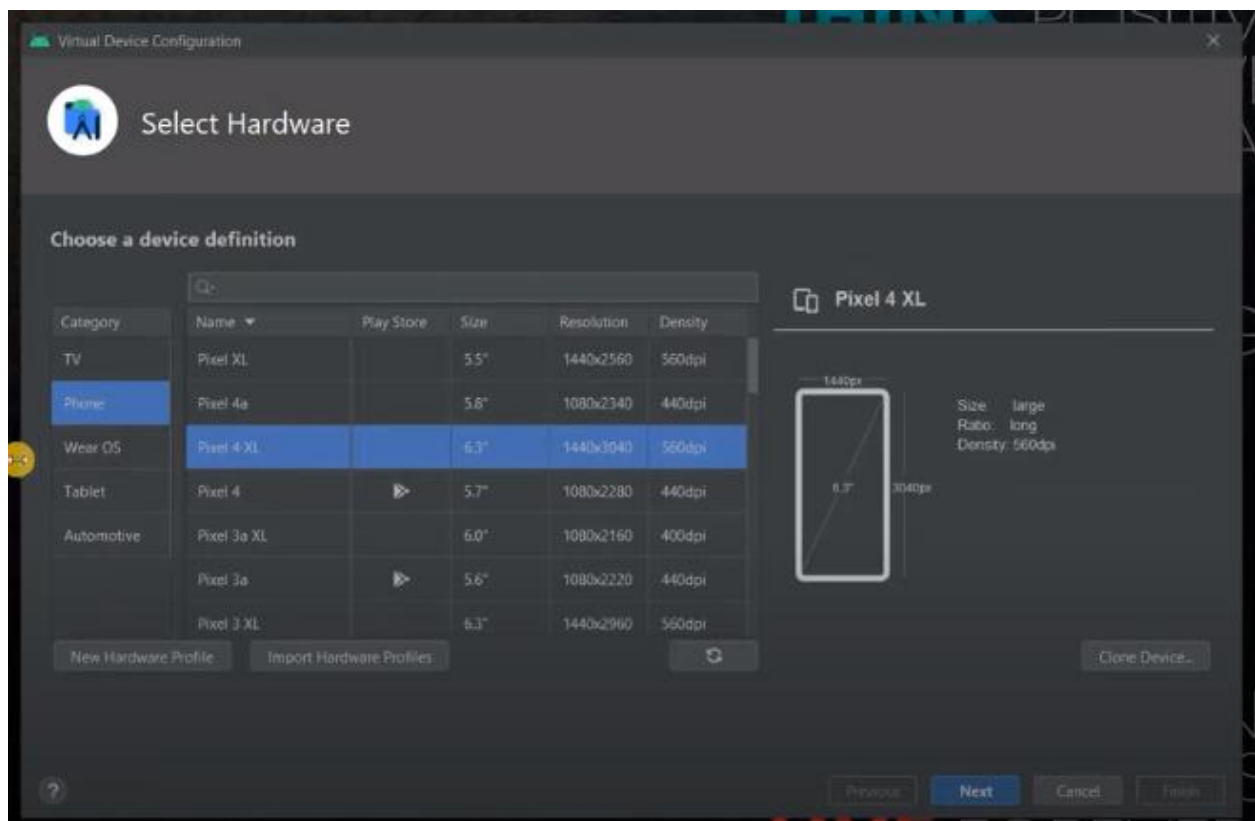 THINK
Virtual Device Configuration
Select Hardware
Choose a device definition
Category
TV
Phone
Wear OS
Tablet
Automotive
Name Play Store Size Resolution Density
Pixel XL 5.5" 1440x2560 560dpi
Pixel 4a 5.8" 1080x2340 440dpi
Pixel 4 XL 6.3" 1440x3040 560dpi
Pixel 4 5.7" 1080x2280 440dpi
Pixel 3a XL 6.0" 1080x2160 400dpi
Pixel 3a 5.6" 1080x2220 440dpi
Pixel 3 XL 6.3" 1440x2960 560dpi
New Hardware Profile Import Hardware Profiles
Pixel 4 XL
1440px
6.3"
3040px
Size: large
Ratio: long
Density: 560dpi
Clone Device...
? Previous Next Cancel Finish